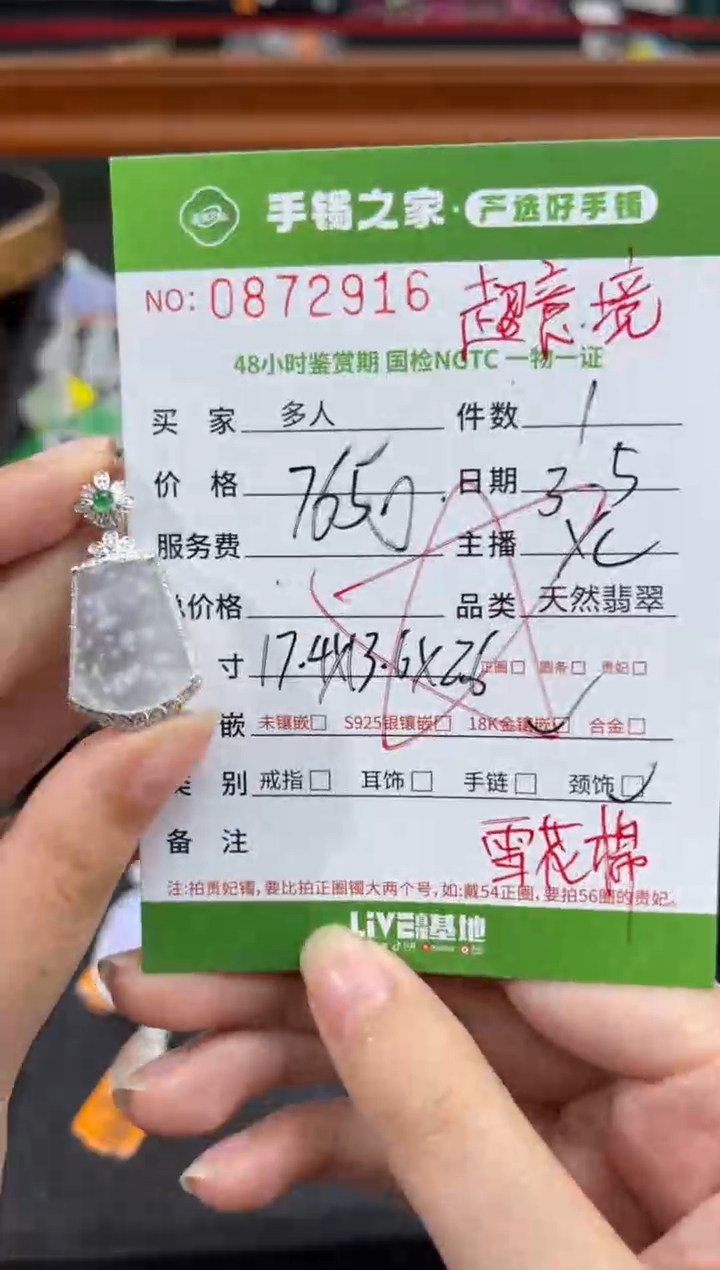 手镯之家·严选好手镯
NO: 0872916 超意境
48小时鉴赏期 国检NGTC 一物一证
买 家 多人 件数 1
价 格 7650 日期 3-5
服务费 主播 XC
总价格 品类 天然翡翠
寸 17.4X13.6X2.6 正圈□ 圆条□ 贵妃□
嵌 未镶嵌□ S925银镶嵌□ 18K金镶嵌☑ 合金□
类 别 戒指□ 耳饰□ 手链□ 颈饰☑
备 注 雪花棉
注:拍贵妃镯,要比拍正圈镯大两个号,如:戴54正圈,要拍56圈的贵妃。
LIVE直播基地